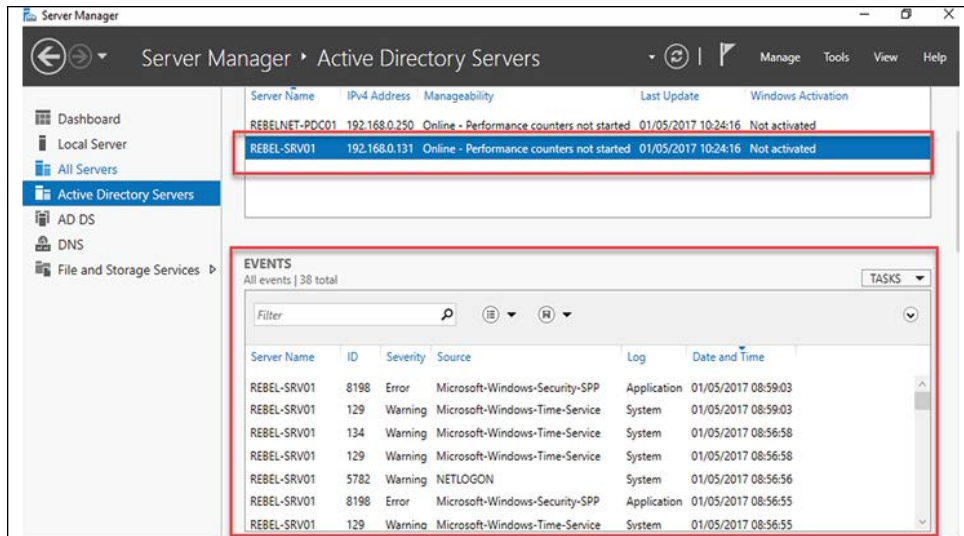 Server Manager
Server Manager ‣ Active Directory Servers
Manage Tools View Help
Dashboard
Local Server
All Servers
Active Directory Servers
AD DS
DNS
File and Storage Services
Server Name IPv4 Address Manageability Last Update Windows Activation
REBELNET-PDC01 192.168.0.250 Online - Performance counters not started 01/05/2017 10:24:16 Not activated
REBEL-SRV01 192.168.0.131 Online - Performance counters not started 01/05/2017 10:24:16 Not activated
EVENTS
All events | 38 total
TASKS
Filter
Server Name ID Severity Source Log Date and Time
REBEL-SRV01 8198 Error Microsoft-Windows-Security-SPP Application 01/05/2017 08:59:03
REBEL-SRV01 129 Warning Microsoft-Windows-Time-Service System 01/05/2017 08:59:03
REBEL-SRV01 134 Warning Microsoft-Windows-Time-Service System 01/05/2017 08:56:58
REBEL-SRV01 129 Warning Microsoft-Windows-Time-Service System 01/05/2017 08:56:58
REBEL-SRV01 5782 Warning NETLOGON System 01/05/2017 08:56:56
REBEL-SRV01 8198 Error Microsoft-Windows-Security-SPP Application 01/05/2017 08:56:55
REBEL-SRV01 129 Warning Microsoft-Windows-Time-Service System 01/05/2017 08:56:55